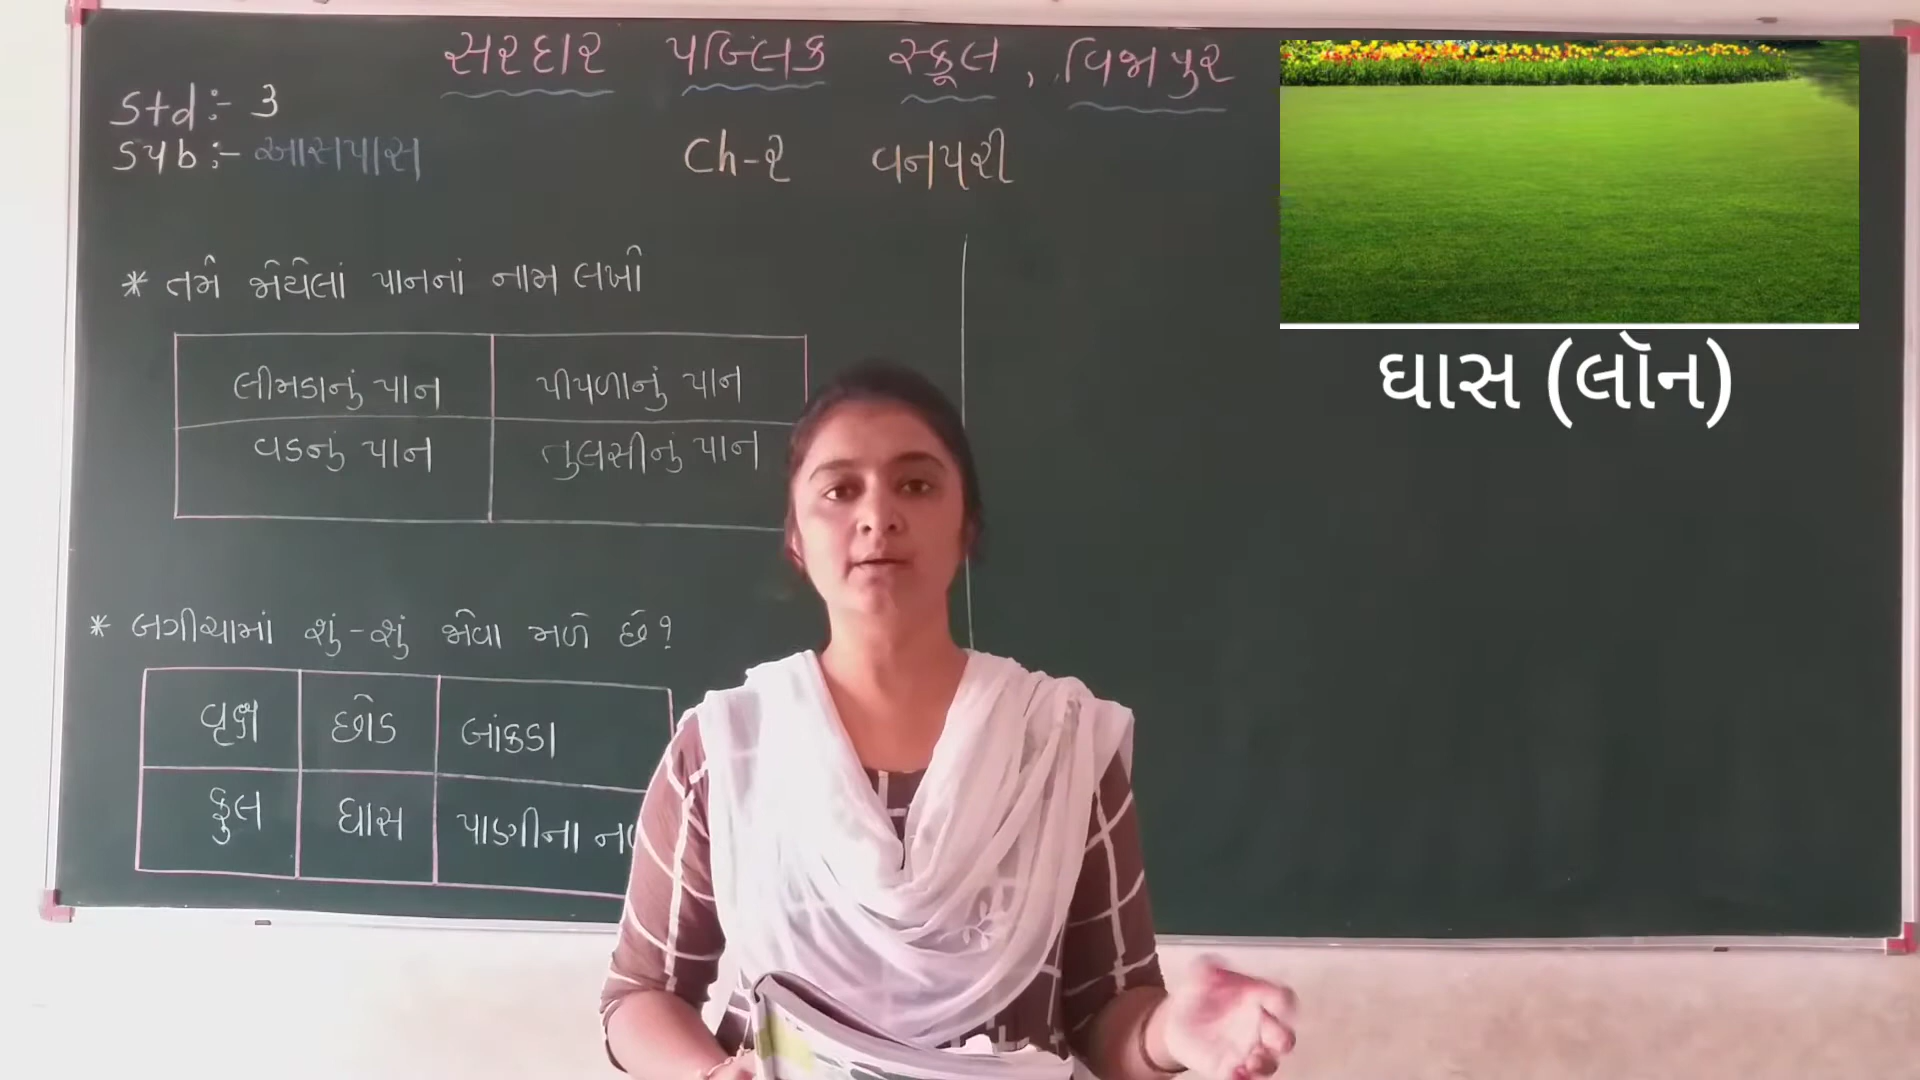 સરદાર પબ્લિક સ્કૂલ, વિજાપુર
Std :- 3
Sub :- આસપાસ
Ch-૨ વનપરી
ઘાસ (લૉન)
* તમે જોયેલાં પાનનાં નામ લખો
લીમડાનું પાન પીપળાનું પાન
વડનું પાન તુલસીનું પાન
* બગીચામાં શું-શું જોવા મળે છે?
વૃક્ષ છોડ બાંકડા
ફુલ ઘાસ પાણીના